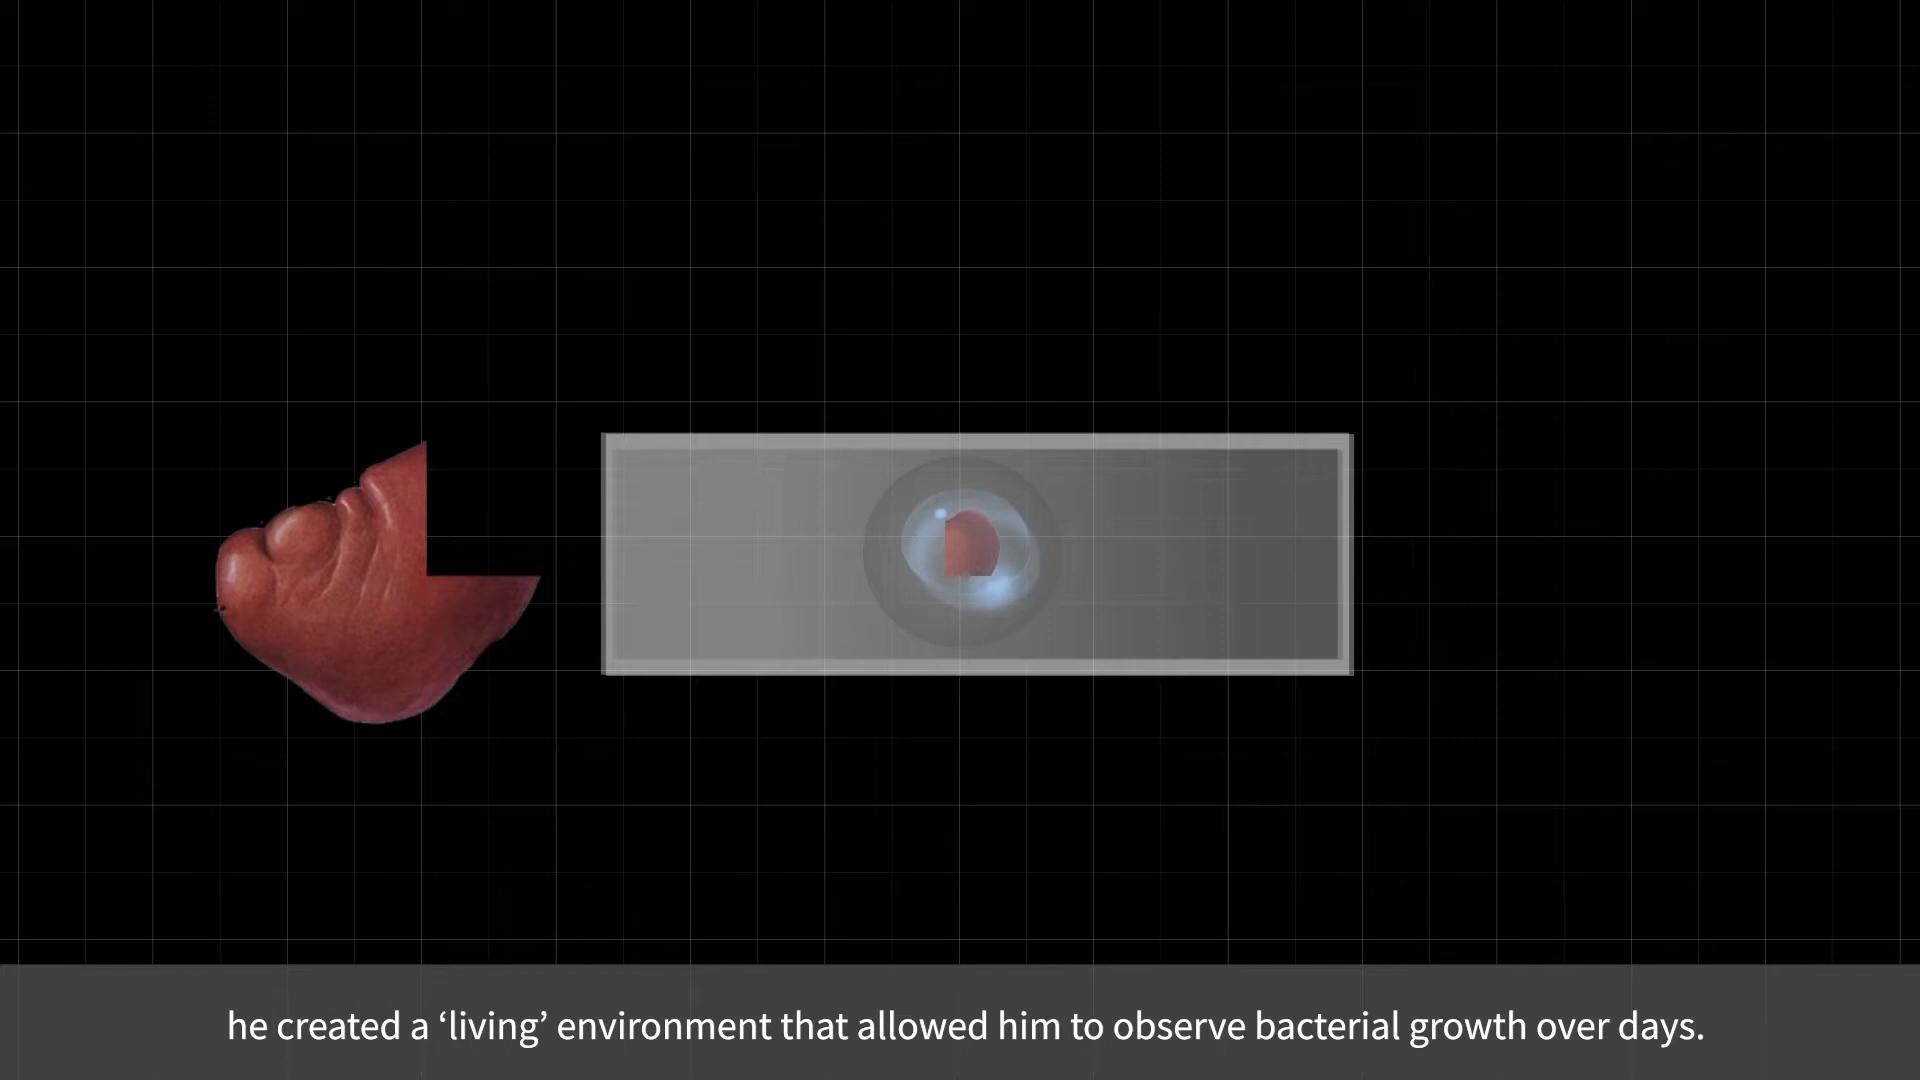 he created a ‘living’ environment that allowed him to observe bacterial growth over days.